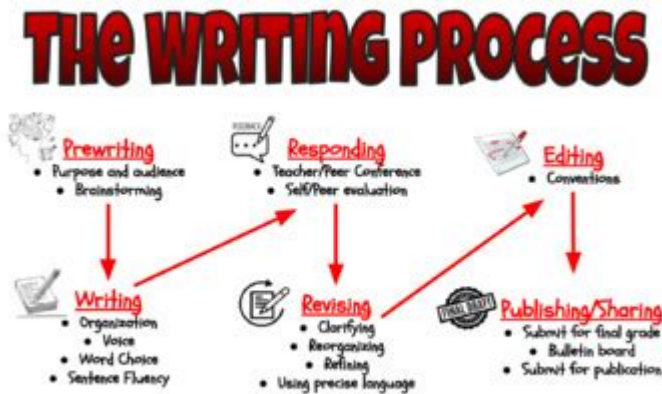 THE WRITING PROCESS
Prewriting
• Purpose and audience
• Brainstorming
FEEDBACK
Responding
• Teacher/Peer Conference
• Self/Peer evaluation
Editing
• Conventions
Writing
• Organization
• Voice
• Word Choice
• Sentence Fluency
Revising
• Clarifying
• Reorganizing
• Refining
• Using precise language
FINAL DRAFT
Publishing/Sharing
• Submit for final grade
• Bulletin board
• Submit for publication